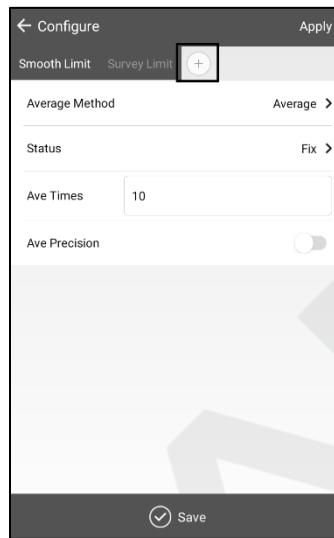 Configure Apply
Smooth Limit Survey Limit
Average Method Average
Status Fix
Ave Times 10
Ave Precision
Save